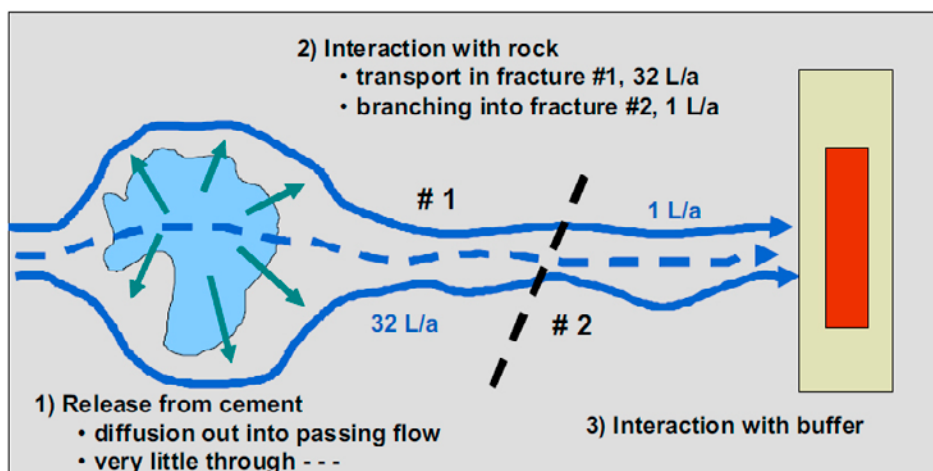 2) Interaction with rock
• transport in fracture #1, 32 L/a
• branching into fracture #2, 1 L/a
# 1
1 L/a
32 L/a
# 2
1) Release from cement
• diffusion out into passing flow
• very little through - - -
3) Interaction with buffer